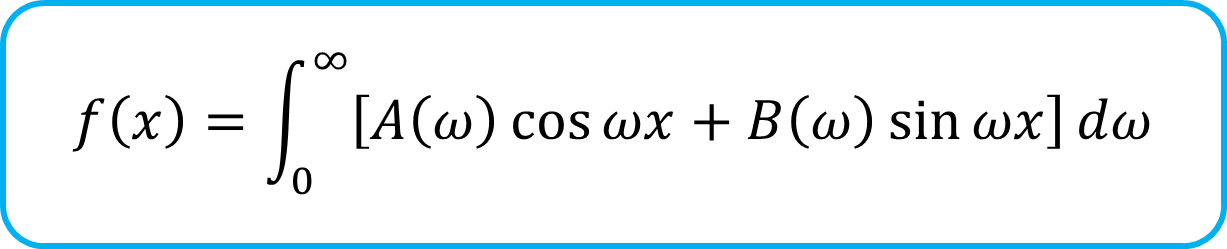 f(x) = ∫₀^∞ [A(ω) cos ωx + B(ω) sin ωx] dω